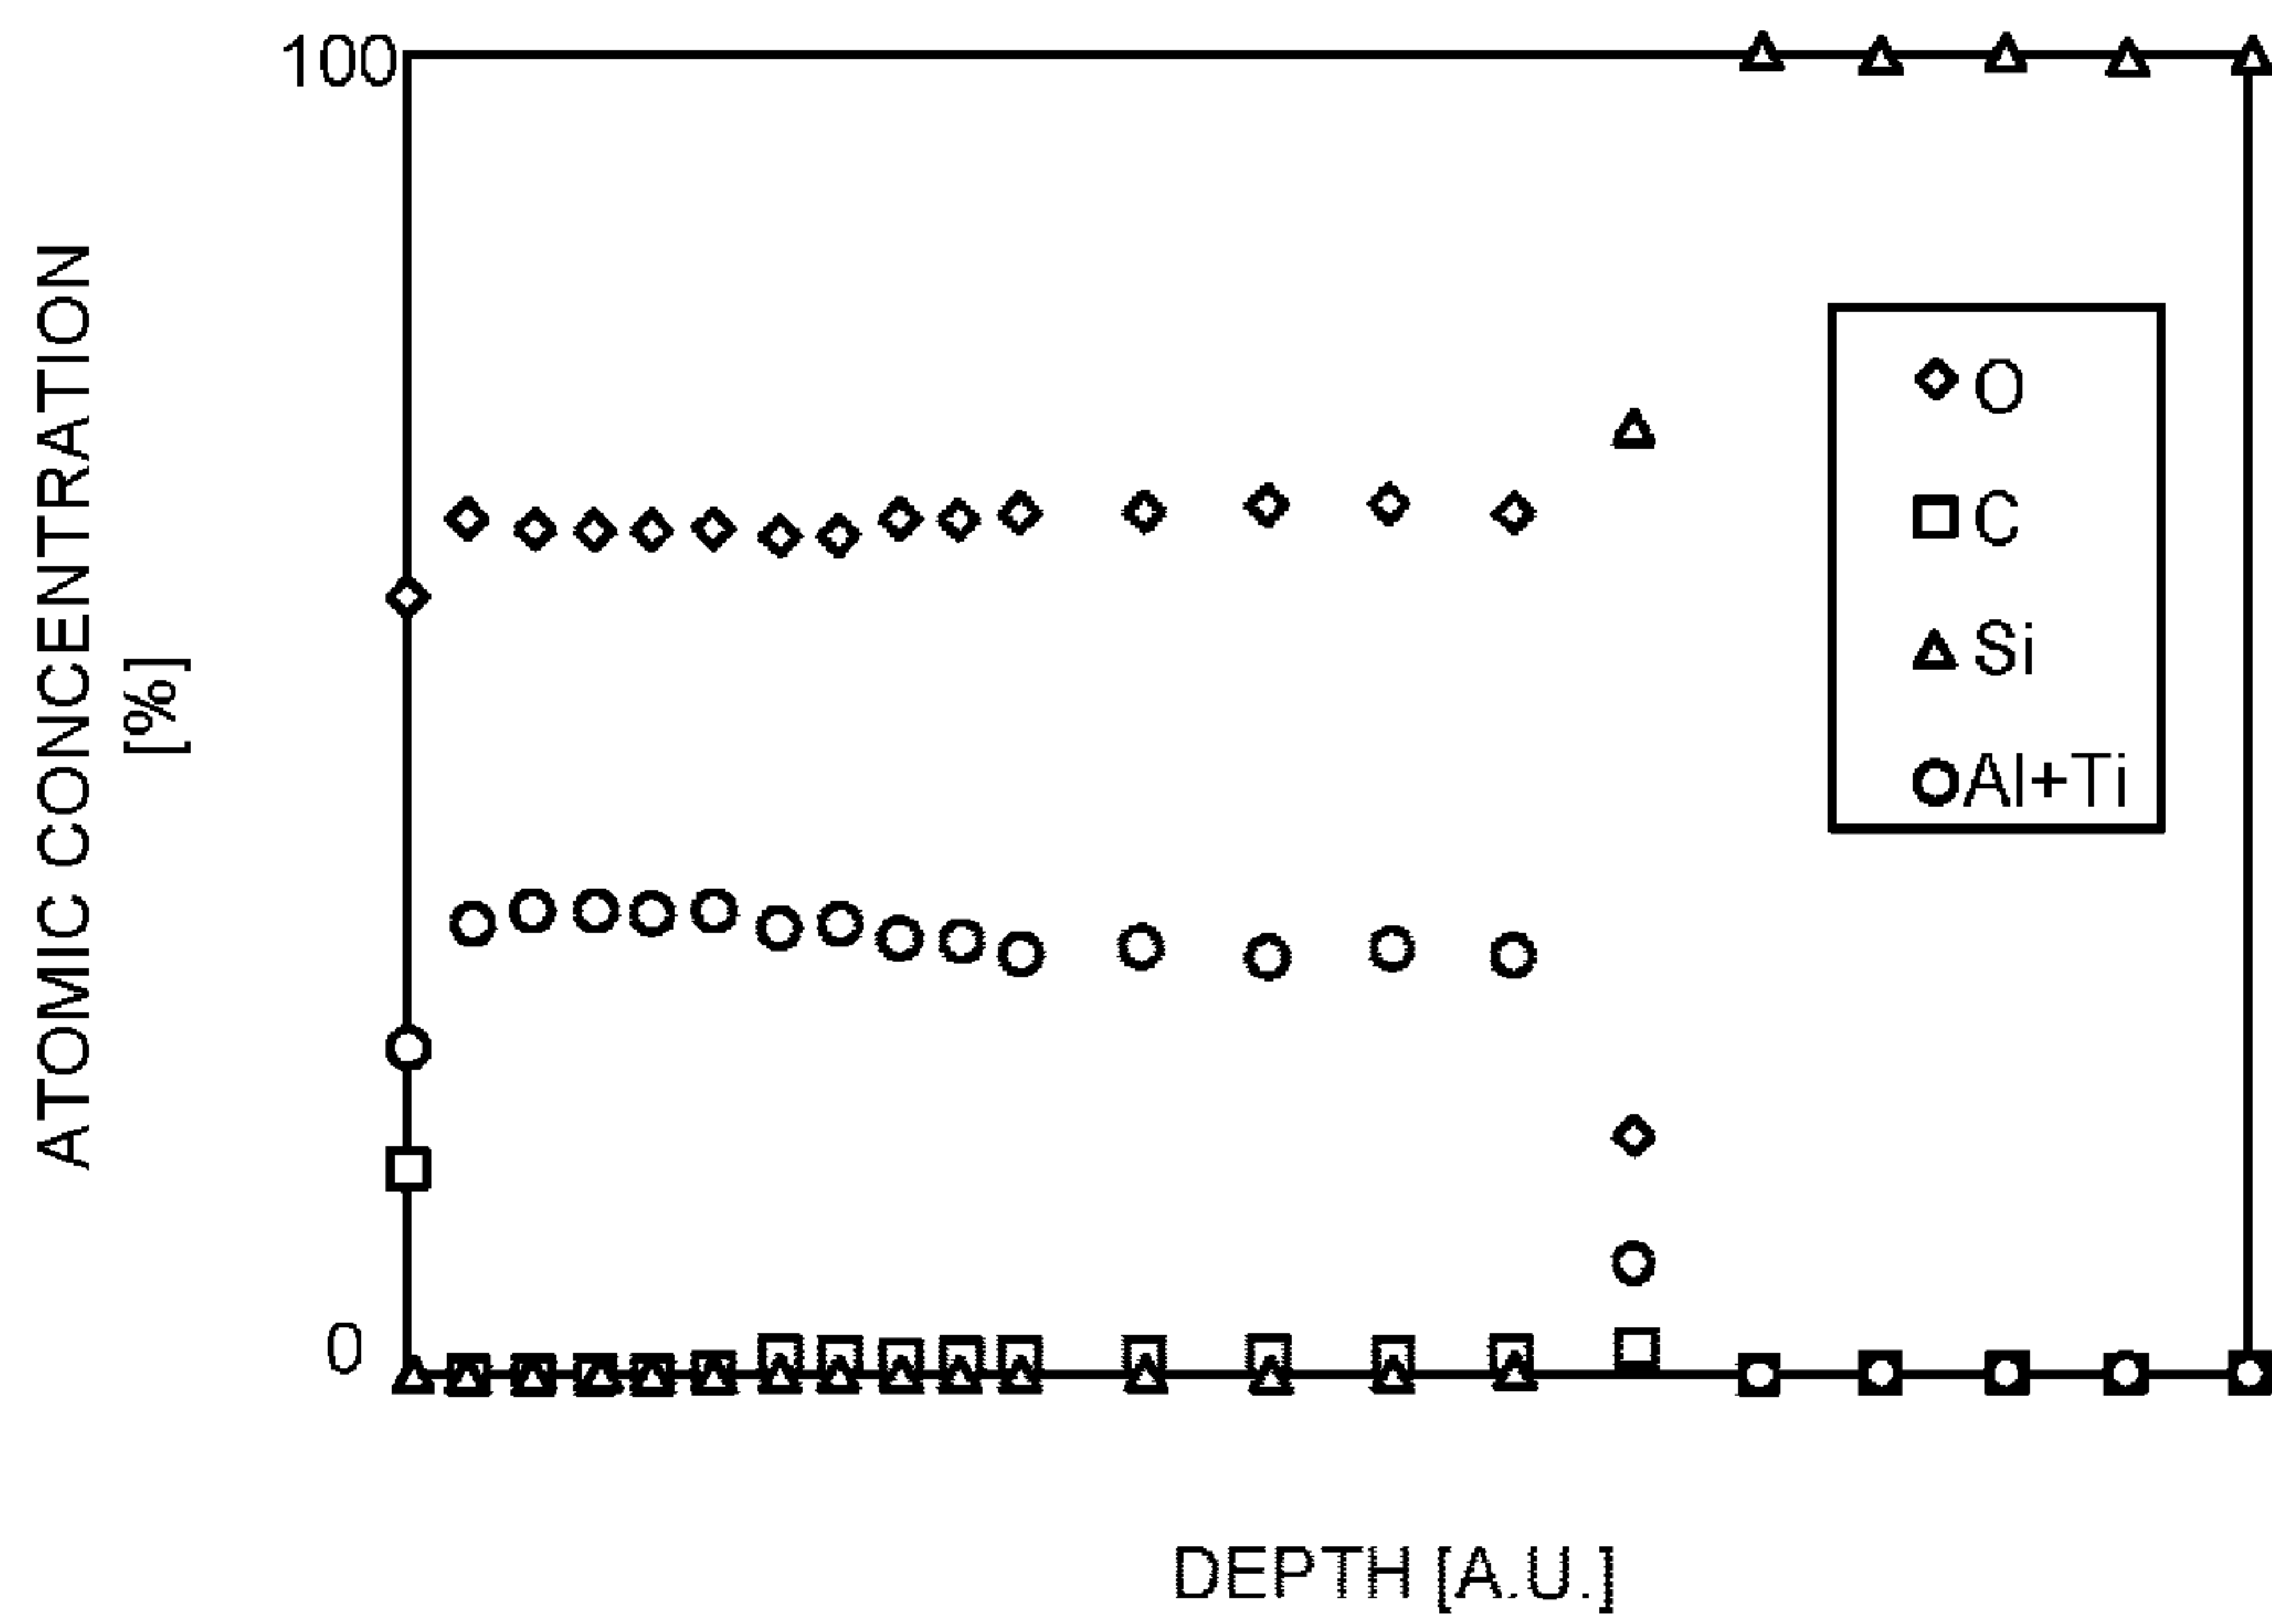 100
ATOMIC CONCENTRATION
[%]
O
C
Si
Al+Ti
0
DEPTH [A.U.]